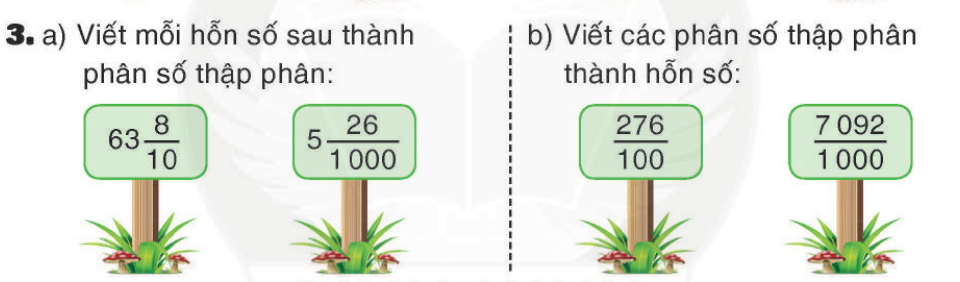 3. a) Viết mỗi hỗn số sau thành
phân số thập phân:
63 8/10
5 26/1 000
b) Viết các phân số thập phân
thành hỗn số:
276/100
7 092/1 000